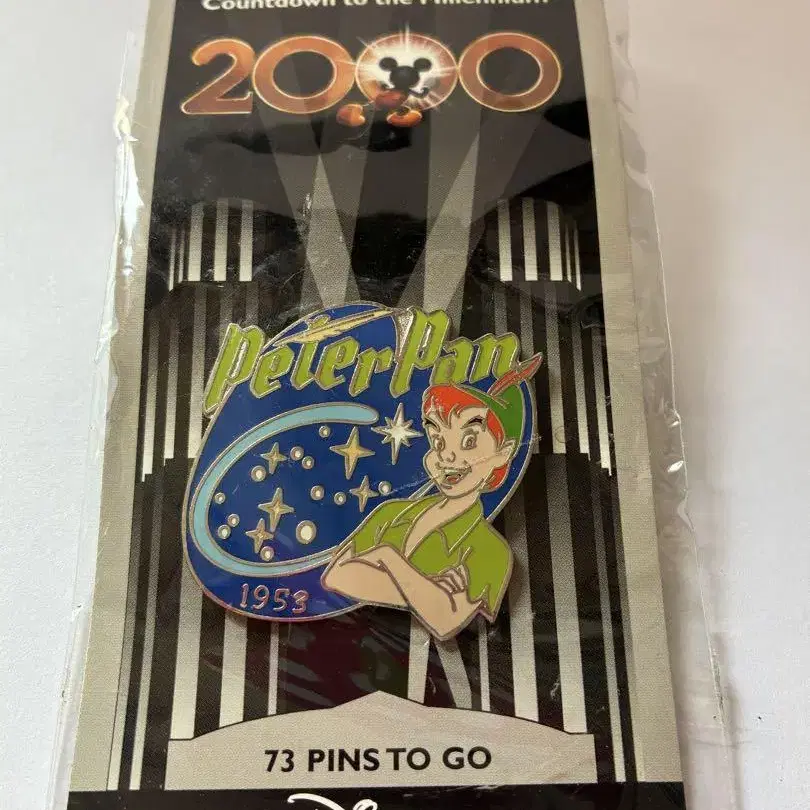 Countdown to the Millennium
2000
Peter Pan
1953
73 PINS TO GO